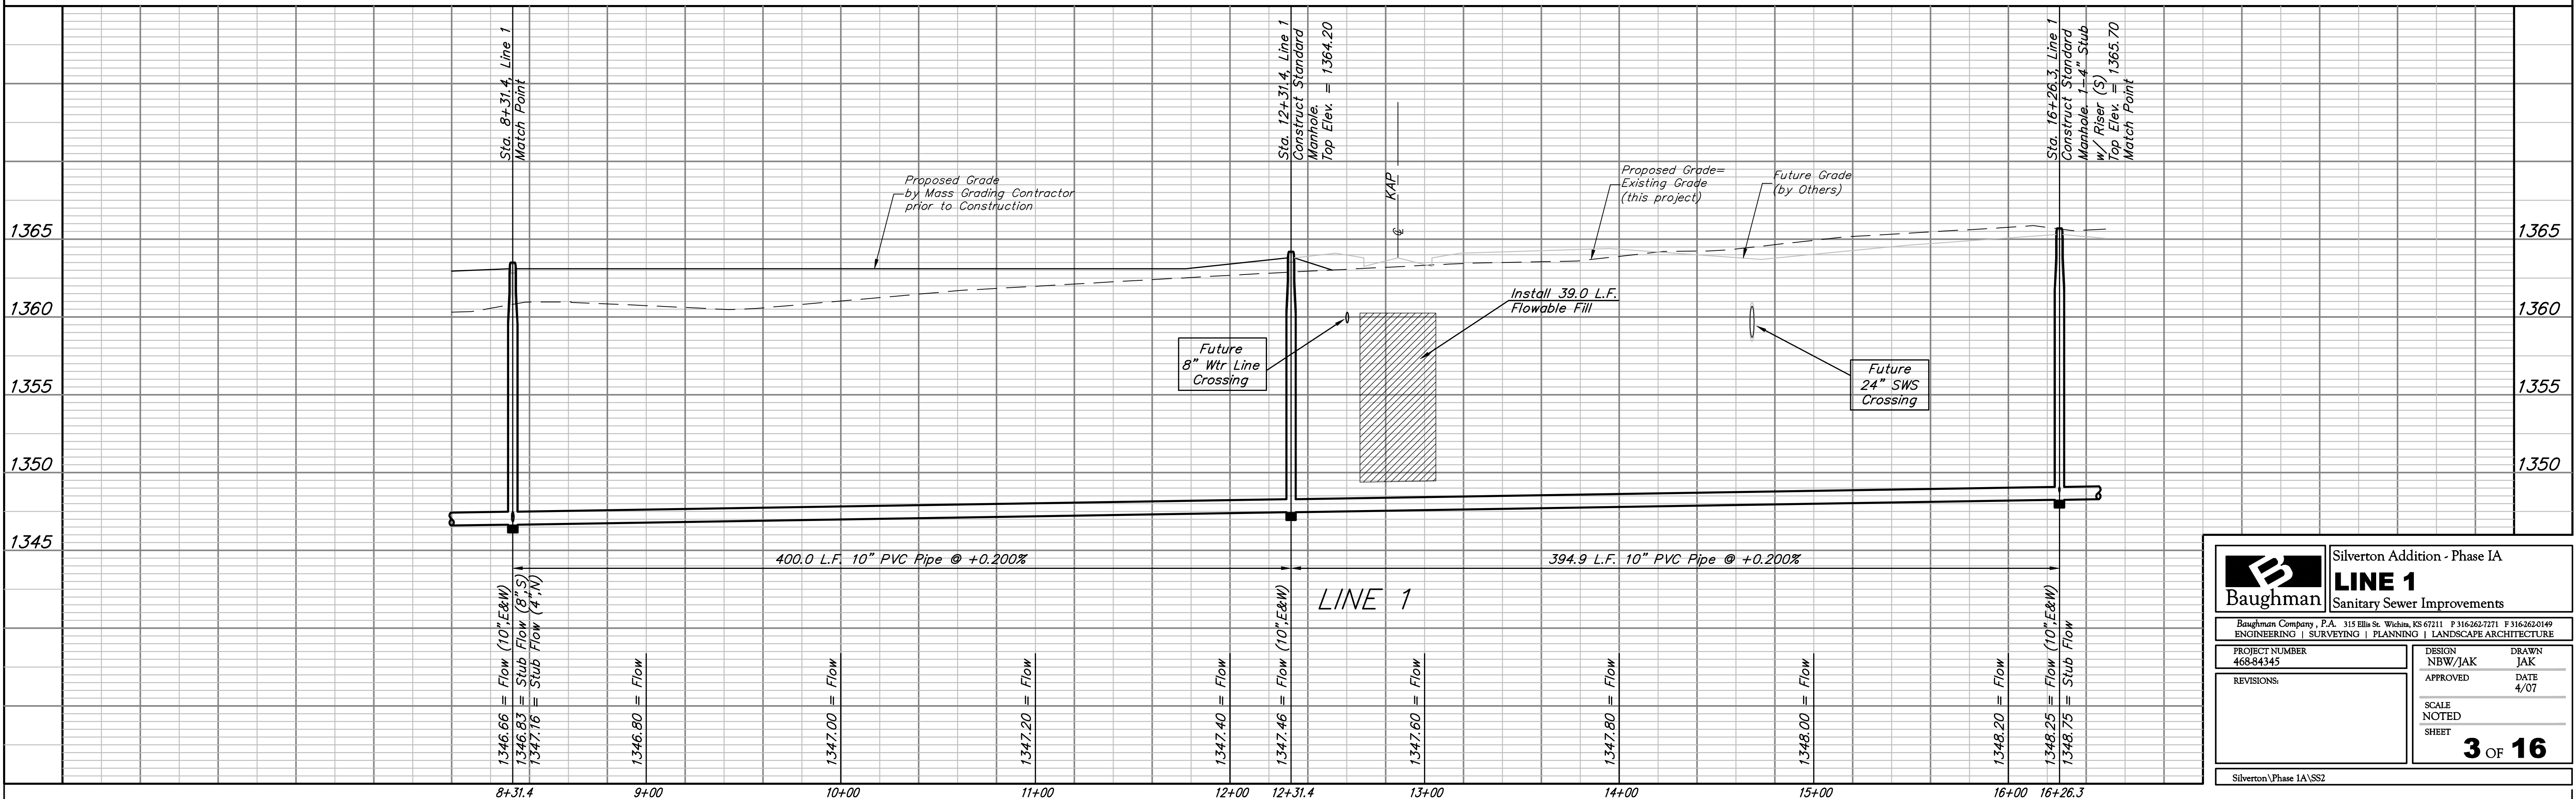 Sta. 8+31.4, Line 1
Match Point
Sta. 12+31.4, Line 1
Construct Standard
Manhole.
Top Elev. = 1364.20
KAP
℄
Sta. 16+26.3, Line 1
Construct Standard
Manhole. 1-4" Stub
w/ Riser (S)
Top Elev. = 1365.70
Match Point
Proposed Grade
by Mass Grading Contractor
prior to Construction
Proposed Grade=
Existing Grade
(this project)
Future Grade
(by Others)
1365
1365
1360
1360
1355
1355
1350
1350
1345
Install 39.0 L.F.
Flowable Fill
Future
8" Wtr Line
Crossing
Future
24" SWS
Crossing
400.0 L.F. 10" PVC Pipe @ +0.200%
394.9 L.F. 10" PVC Pipe @ +0.200%
LINE 1
1346.66 = Flow (10",E&W)
1346.83 = Stub Flow (8",S)
1347.16 = Stub Flow (4",N)
1346.80 = Flow
1347.00 = Flow
1347.20 = Flow
1347.40 = Flow
1347.46 = Flow (10",E&W)
1347.60 = Flow
1347.80 = Flow
1348.00 = Flow
1348.20 = Flow
1348.25 = Flow (10",E&W)
1348.75 = Stub Flow
8+31.4
9+00
10+00
11+00
12+00
12+31.4
13+00
14+00
15+00
16+00
16+26.3
B
Baughman
Silverton Addition - Phase IA
LINE 1
Sanitary Sewer Improvements
Baughman Company, P.A. 315 Ellis St. Wichita, KS 67211 P 316-262-7271 F 316-262-0149
ENGINEERING | SURVEYING | PLANNING | LANDSCAPE ARCHITECTURE
PROJECT NUMBER
468-84345
REVISIONS:
DESIGN
NBW/JAK
DRAWN
JAK
APPROVED
DATE
4/07
SCALE
NOTED
SHEET
3 OF 16
Silverton\Phase IA\SS2